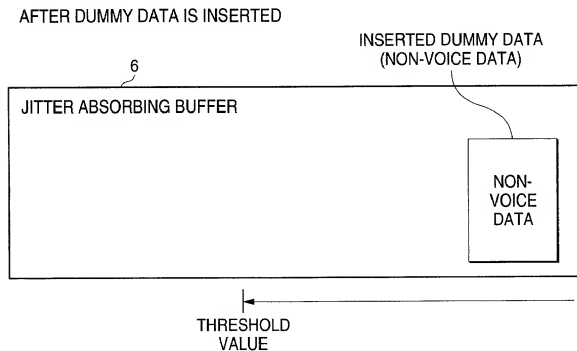 AFTER DUMMY DATA IS INSERTED
INSERTED DUMMY DATA
(NON-VOICE DATA)
6
JITTER ABSORBING BUFFER
NON-
VOICE
DATA
THRESHOLD
VALUE